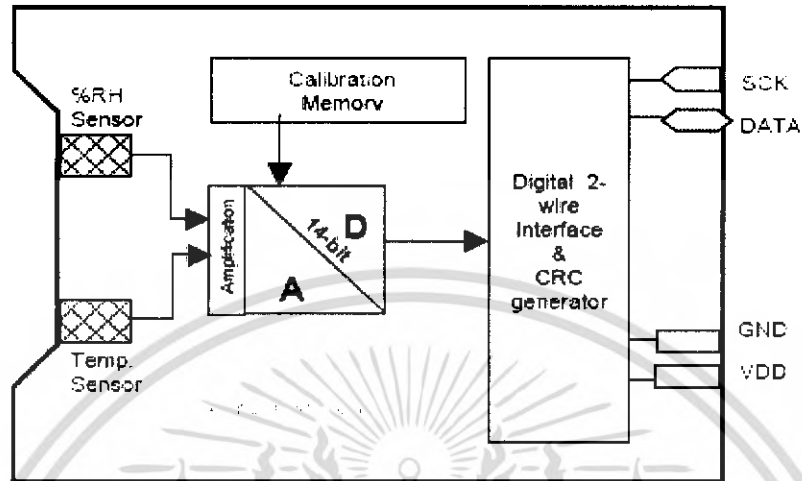 %RH
Sensor
Calibration
Memory
SCK
DATA
Digital 2-
wire
Interface
&
CRC
generator
Amplification
14-bit
D
A
GND
VDD
Temp.
Sensor